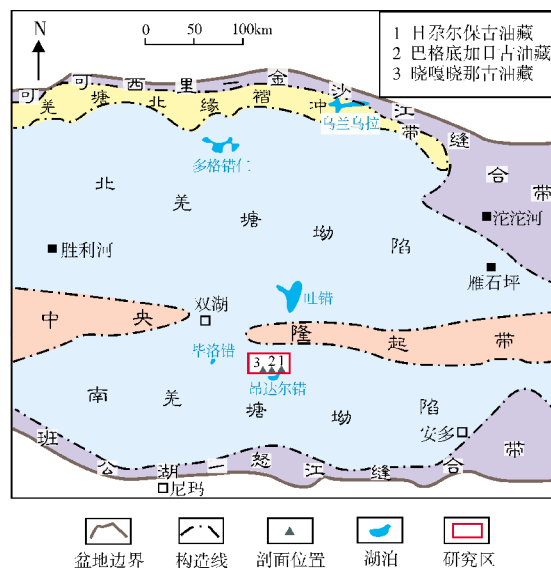 N
0 50 100km
1 日尕尔保古油藏
2 巴格底加日古油藏
3 晓嘎晓那古油藏
可可西里—金沙江缝合带
羌塘北缘褶冲带
乌兰乌拉
多格错仁
北羌塘坳陷
沱沱河
胜利河
雁石坪
吐错
双湖
中央隆起带
毕洛错
3 2 1
昂达尔错
南羌塘坳陷
安多
班公湖—怒江缝合带
尼玛
盆地边界 构造线 剖面位置 湖泊 研究区